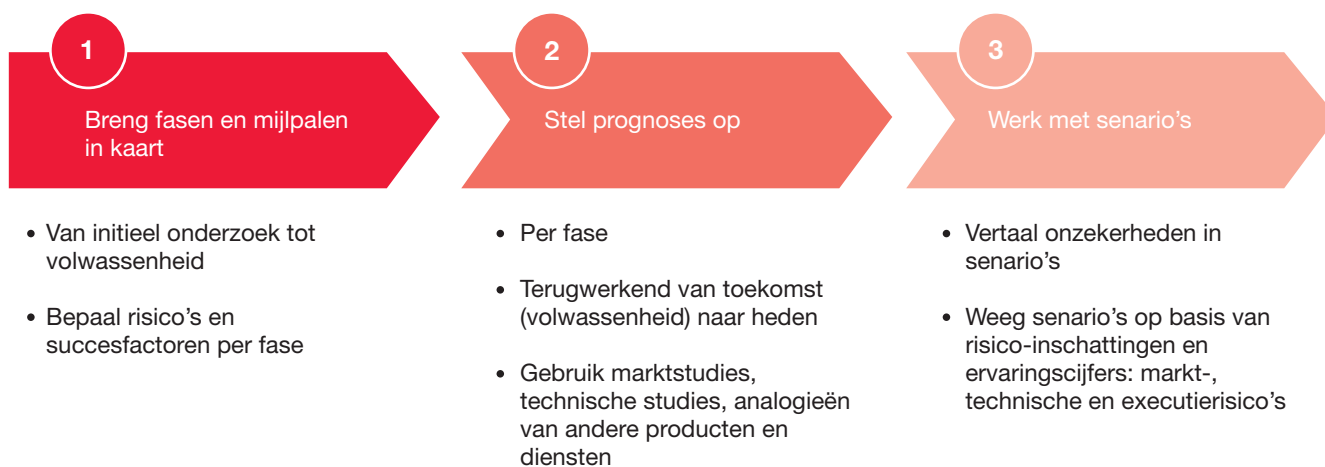 1
Breng fasen en mijlpalen
in kaart
• Van initieel onderzoek tot
volwassenheid
• Bepaal risico's en
succesfactoren per fase
2
Stel prognoses op
• Per fase
• Terugwerkend van toekomst
(volwassenheid) naar heden
• Gebruik marktstudies,
technische studies, analogieën
van andere producten en
diensten
3
Werk met senario's
• Vertaal onzekerheden in
senario's
• Weeg senario's op basis van
risico-inschattingen en
ervaringscijfers: markt-,
technische en executierisico's